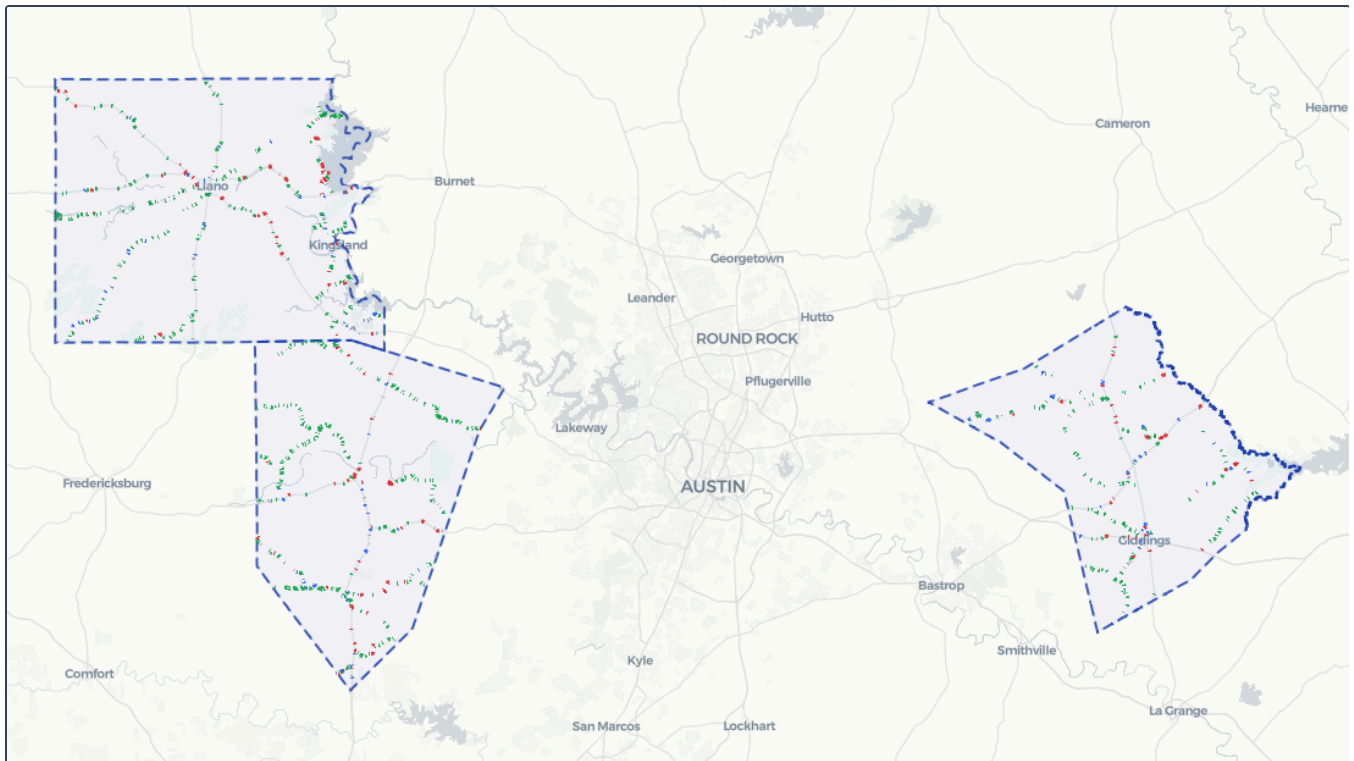 Hearne
Cameron
Burnet
Llano
Kingsland
Georgetown
Leander
Hutto
ROUND ROCK
Pflugerville
Lakeway
Fredericksburg
AUSTIN
Giddings
Bastrop
Smithville
Kyle
Comfort
La Grange
San Marcos
Lockhart